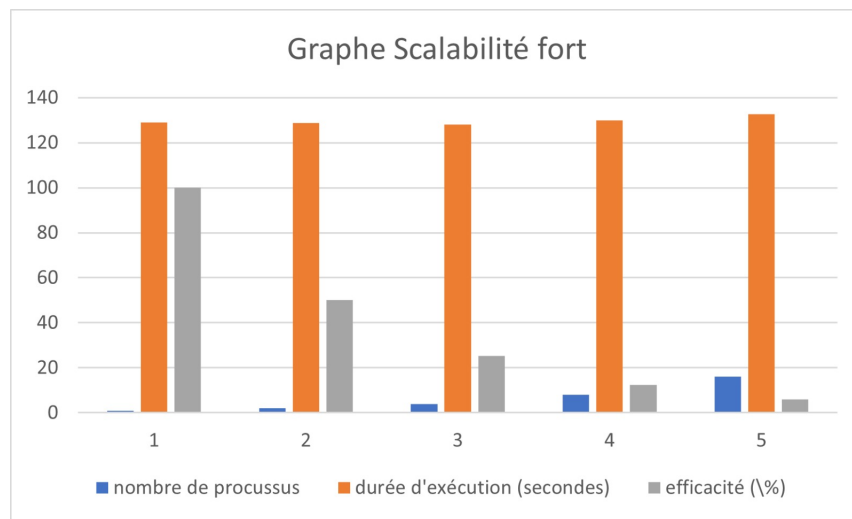 Graphe Scalabilité fort
140
120
100
80
60
40
20
0
1 2 3 4 5
nombre de procussus durée d'exécution (secondes) efficacité (\%)